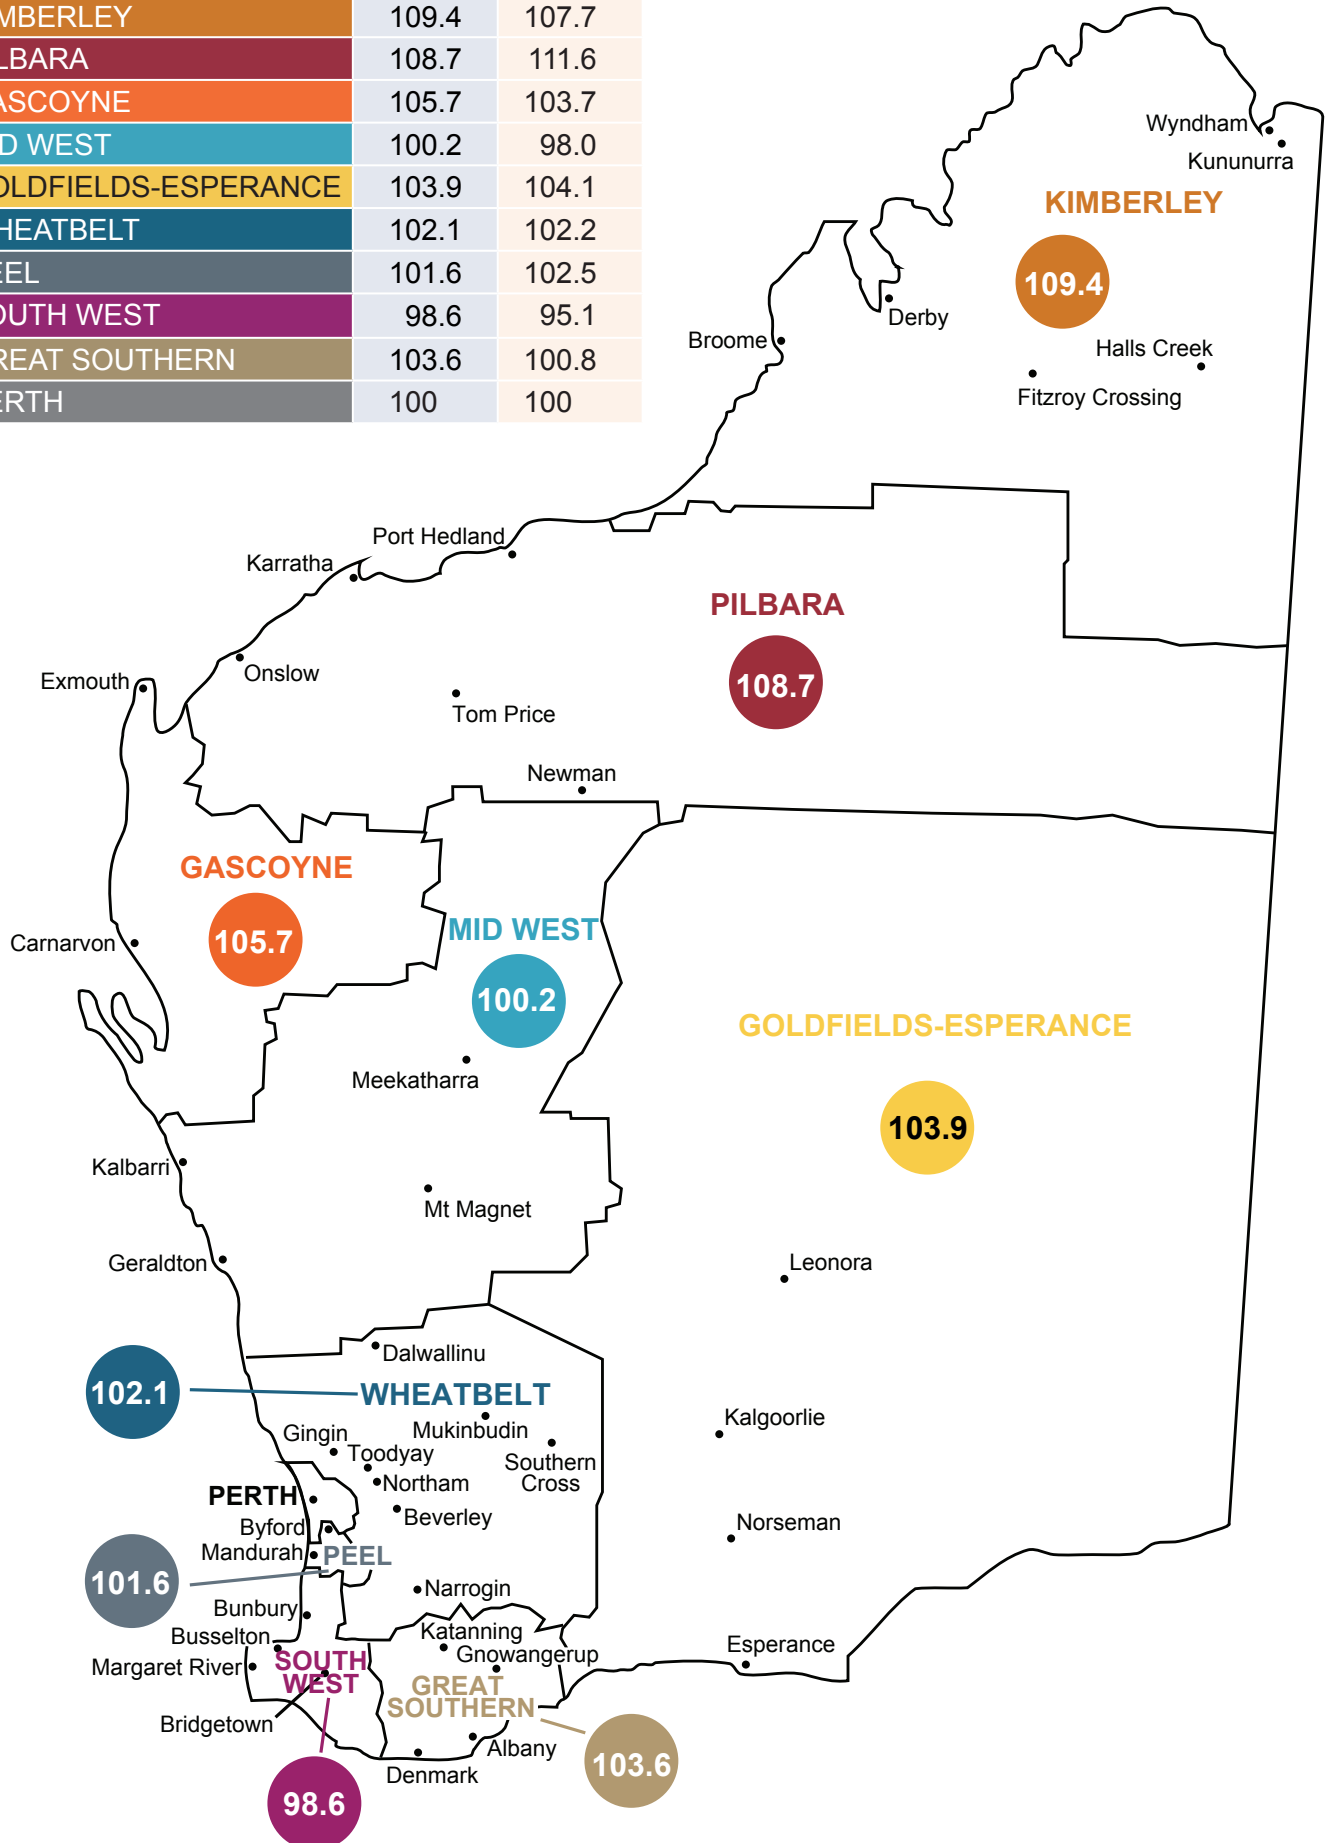 MBERLEY 109.4 107.7
LBARA 108.7 111.6
ASCOYNE 105.7 103.7
D WEST 100.2 98.0
OLDFIELDS-ESPERANCE 103.9 104.1
HEATBELT 102.1 102.2
EEL 101.6 102.5
OUTH WEST 98.6 95.1
REAT SOUTHERN 103.6 100.8
ERTH 100 100
Wyndham
Kununurra
KIMBERLEY
109.4
Derby
Broome
Halls Creek
Fitzroy Crossing
Port Hedland
Karratha
PILBARA
108.7
Onslow
Exmouth
Tom Price
Newman
GASCOYNE
105.7
Carnarvon
MID WEST
100.2
GOLDFIELDS-ESPERANCE
103.9
Meekatharra
Kalbarri
Mt Magnet
Geraldton
Leonora
Dalwallinu
102.1
WHEATBELT
Mukinbudin
Kalgoorlie
Gingin
Toodyay
Southern
Cross
Northam
PERTH
Beverley
Byford
Norseman
Mandurah
PEEL
101.6
Narrogin
Bunbury
Busselton
Katanning
Esperance
Gnowangerup
Margaret River
SOUTH
WEST
GREAT
SOUTHERN
Bridgetown
Albany
Denmark
103.6
98.6